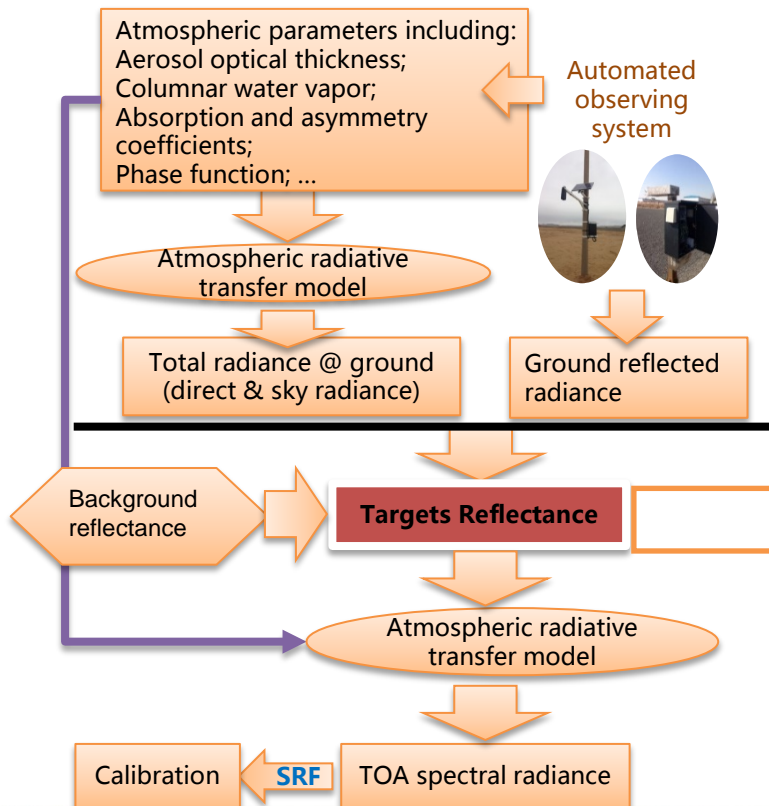 Atmospheric parameters including:
Aerosol optical thickness;
Columnar water vapor;
Absorption and asymmetry
coefficients;
Phase function; ...
Automated
observing
system
Atmospheric radiative
transfer model
Total radiance @ ground
(direct & sky radiance)
Ground reflected
radiance
Background
reflectance
Targets Reflectance
Atmospheric radiative
transfer model
Calibration
SRF
TOA spectral radiance